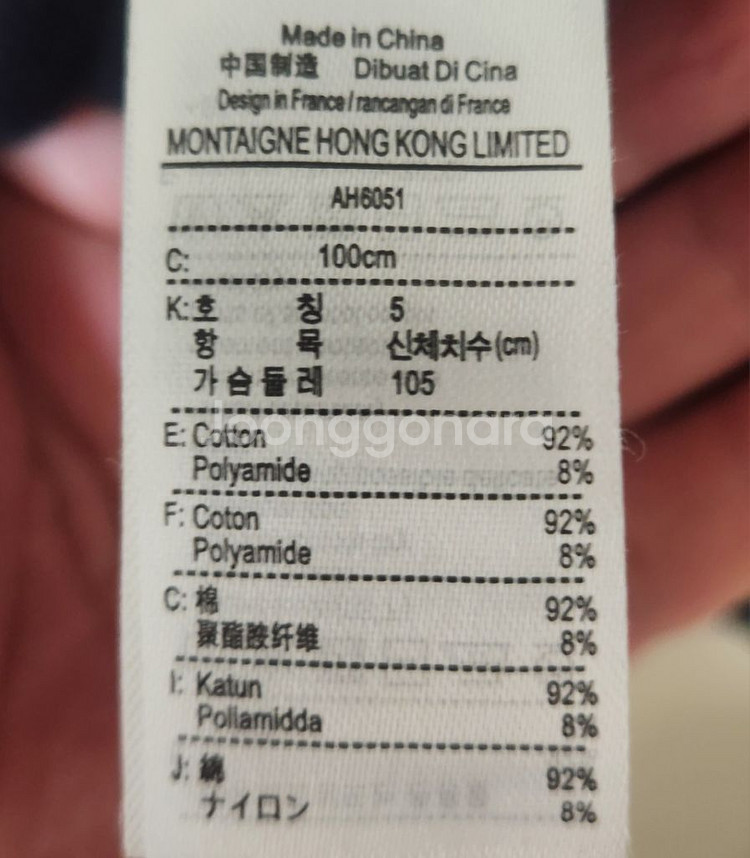 Made in China
中国制造 Dibuat Di Cina
Design in France / rancangan di France
MONTAIGNE HONG KONG LIMITED
AH6051
C: 100cm
K: 호 칭 5
항 목 신체치수(cm)
가슴둘레 105
E: Cotton 92%
Polyamide 8%
F: Coton 92%
Polyamide 8%
C: 棉 92%
聚酯胺纤维 8%
I: Katun 92%
Poliamidda 8%
J: 綿 92%
ナイロン 8%